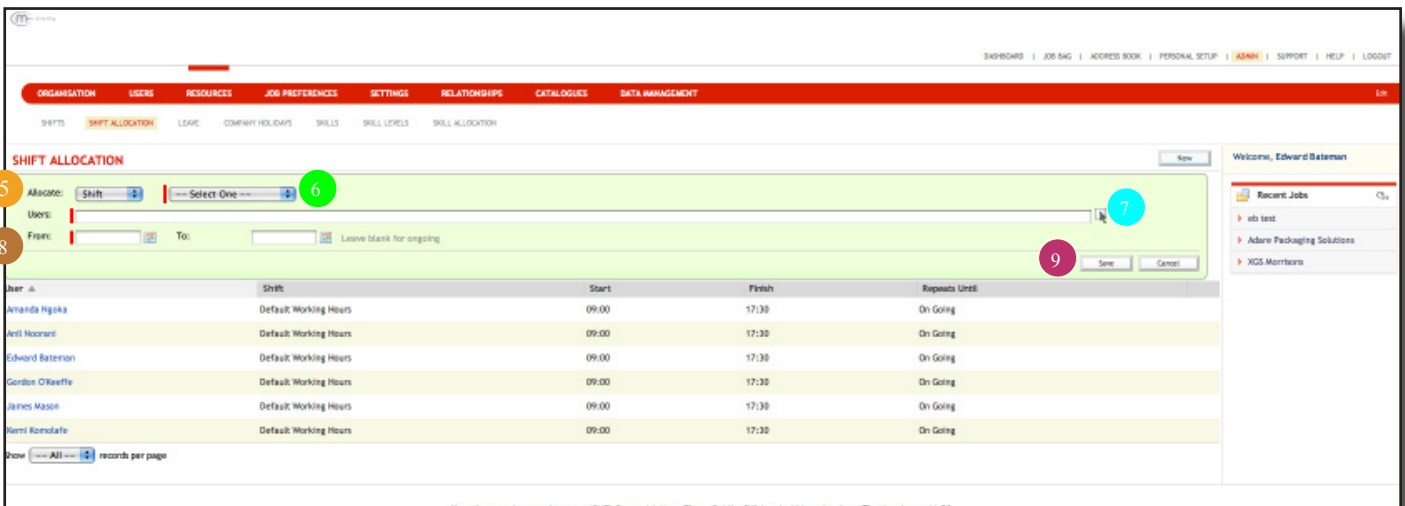 DASHBOARD | JOB BAG | ADDRESS BOOK | PERSONAL SETUP | ADMIN | SUPPORT | HELP | LOGOUT
ORGANISATION USERS RESOURCES JOB PREFERENCES SETTINGS RELATIONSHIPS CATALOGUES DATA MANAGEMENT Edit
SHIFTS SHIFT ALLOCATION LEAVE COMPANY HOLIDAYS SKILLS SKILL LEVELS SKILL ALLOCATION
SHIFT ALLOCATION New
Welcome, Edward Bateman
5 Allocate: Shift -- Select One -- 6
Recent Jobs
Users: 7
eb test
8 From: To: Leave blank for ongoing
Adare Packaging Solutions
9 Save Cancel
XGS Morrisons
User Shift Start Finish Repeats Until
Amanda Ngoka Default Working Hours 09:00 17:30 On Going
Anil Noorani Default Working Hours 09:00 17:30 On Going
Edward Bateman Default Working Hours 09:00 17:30 On Going
Gordon O'Keeffe Default Working Hours 09:00 17:30 On Going
James Mason Default Working Hours 09:00 17:30 On Going
Kemi Komolafe Default Working Hours 09:00 17:30 On Going
Show -- All -- records per page